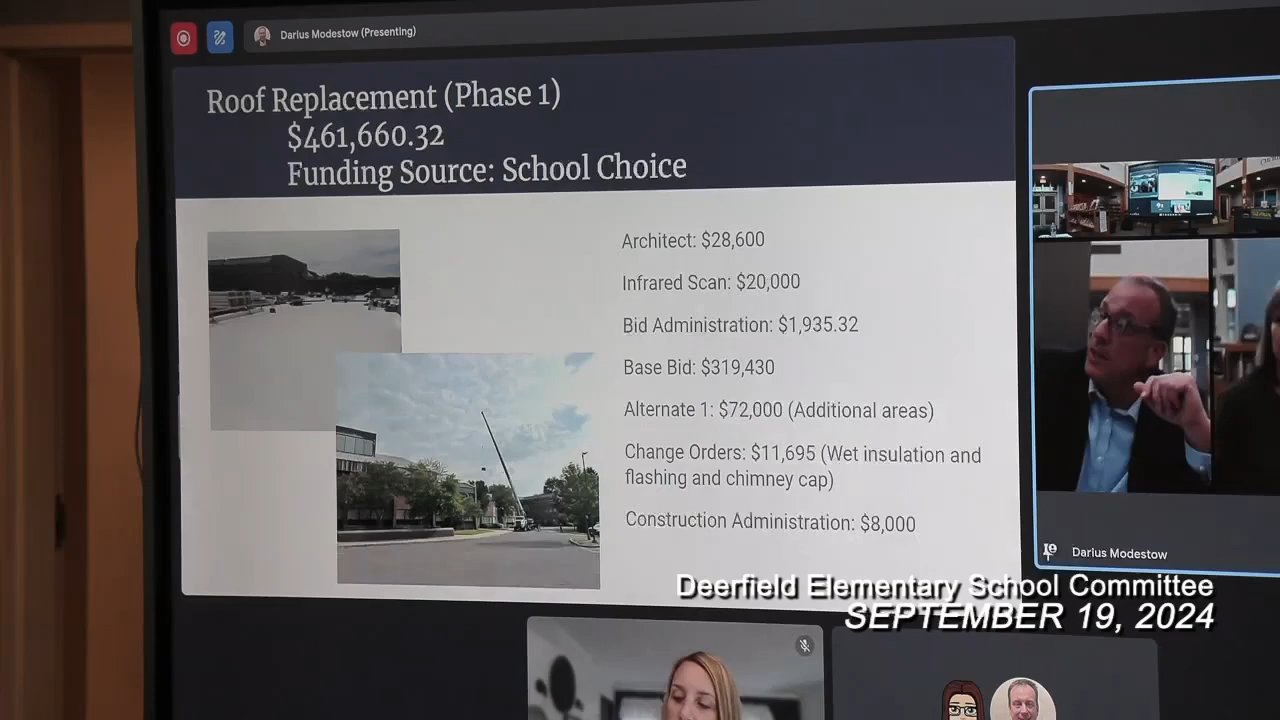 Darius Modestow (Presenting)
Roof Replacement (Phase 1)
$461,660.32
Funding Source: School Choice
Architect: $28,600
Infrared Scan: $20,000
Bid Administration: $1,935.32
Base Bid: $319,430
Alternate 1: $72,000 (Additional areas)
Change Orders: $11,695 (Wet insulation and
flashing and chimney cap)
Construction Administration: $8,000
Darius Modestow
Deerfield Elementary School Committee
SEPTEMBER 19, 2024